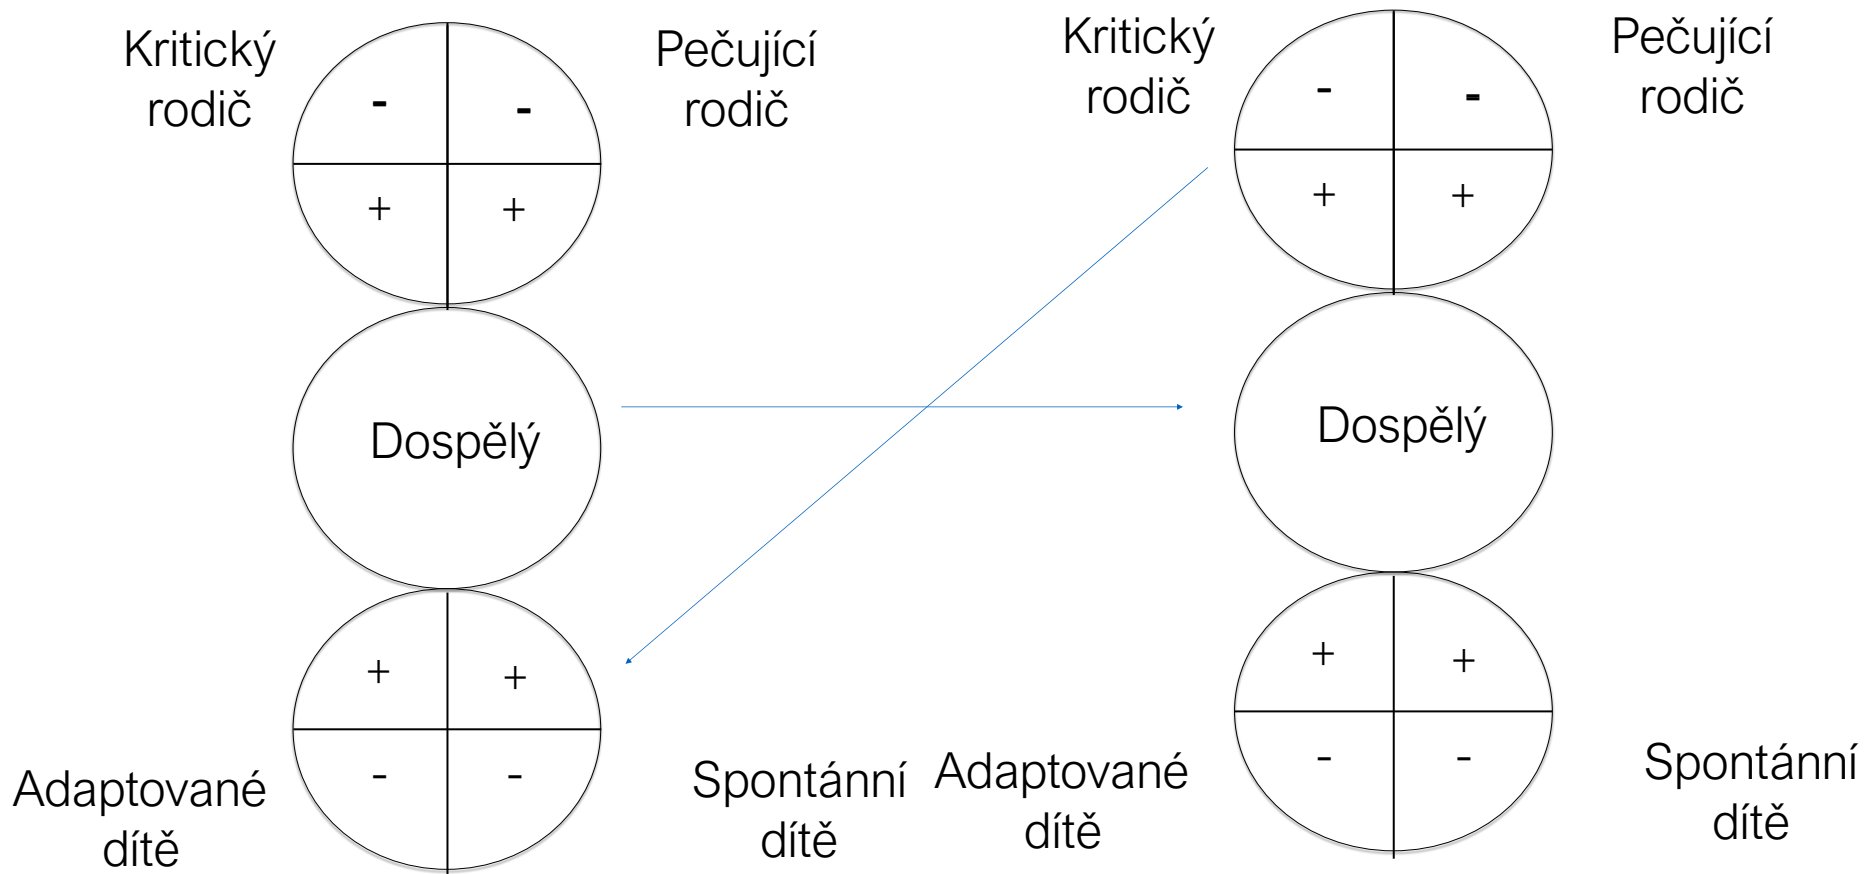 Kritický
rodič
Pečující
rodič
- -
+ +
Dospělý
+ +
- -
Adaptované
dítě
Spontánní
dítě
Kritický
rodič
Pečující
rodič
- -
+ +
Dospělý
+ +
- -
Adaptované
dítě
Spontánní
dítě